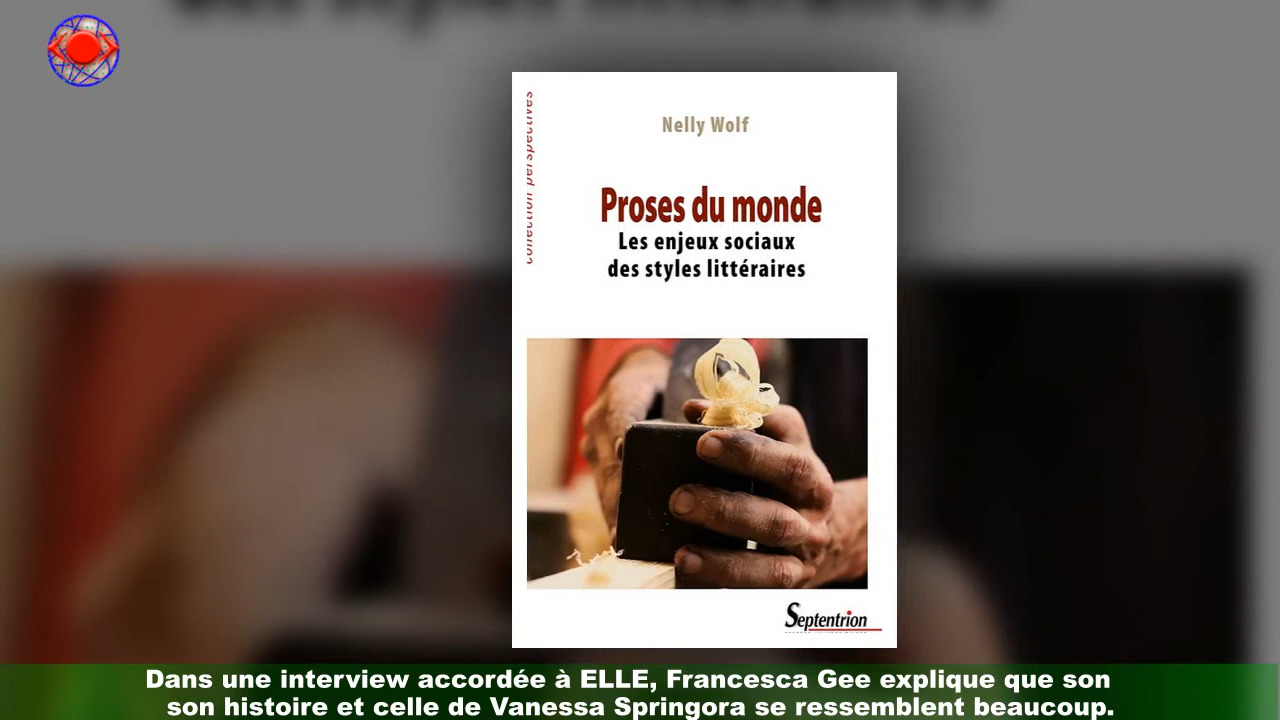 collection perspectives
Nelly Wolf
Proses du monde
Les enjeux sociaux
des styles littéraires
Septentrion
Dans une interview accordée à ELLE, Francesca Gee explique que son
son histoire et celle de Vanessa Springora se ressemblent beaucoup.